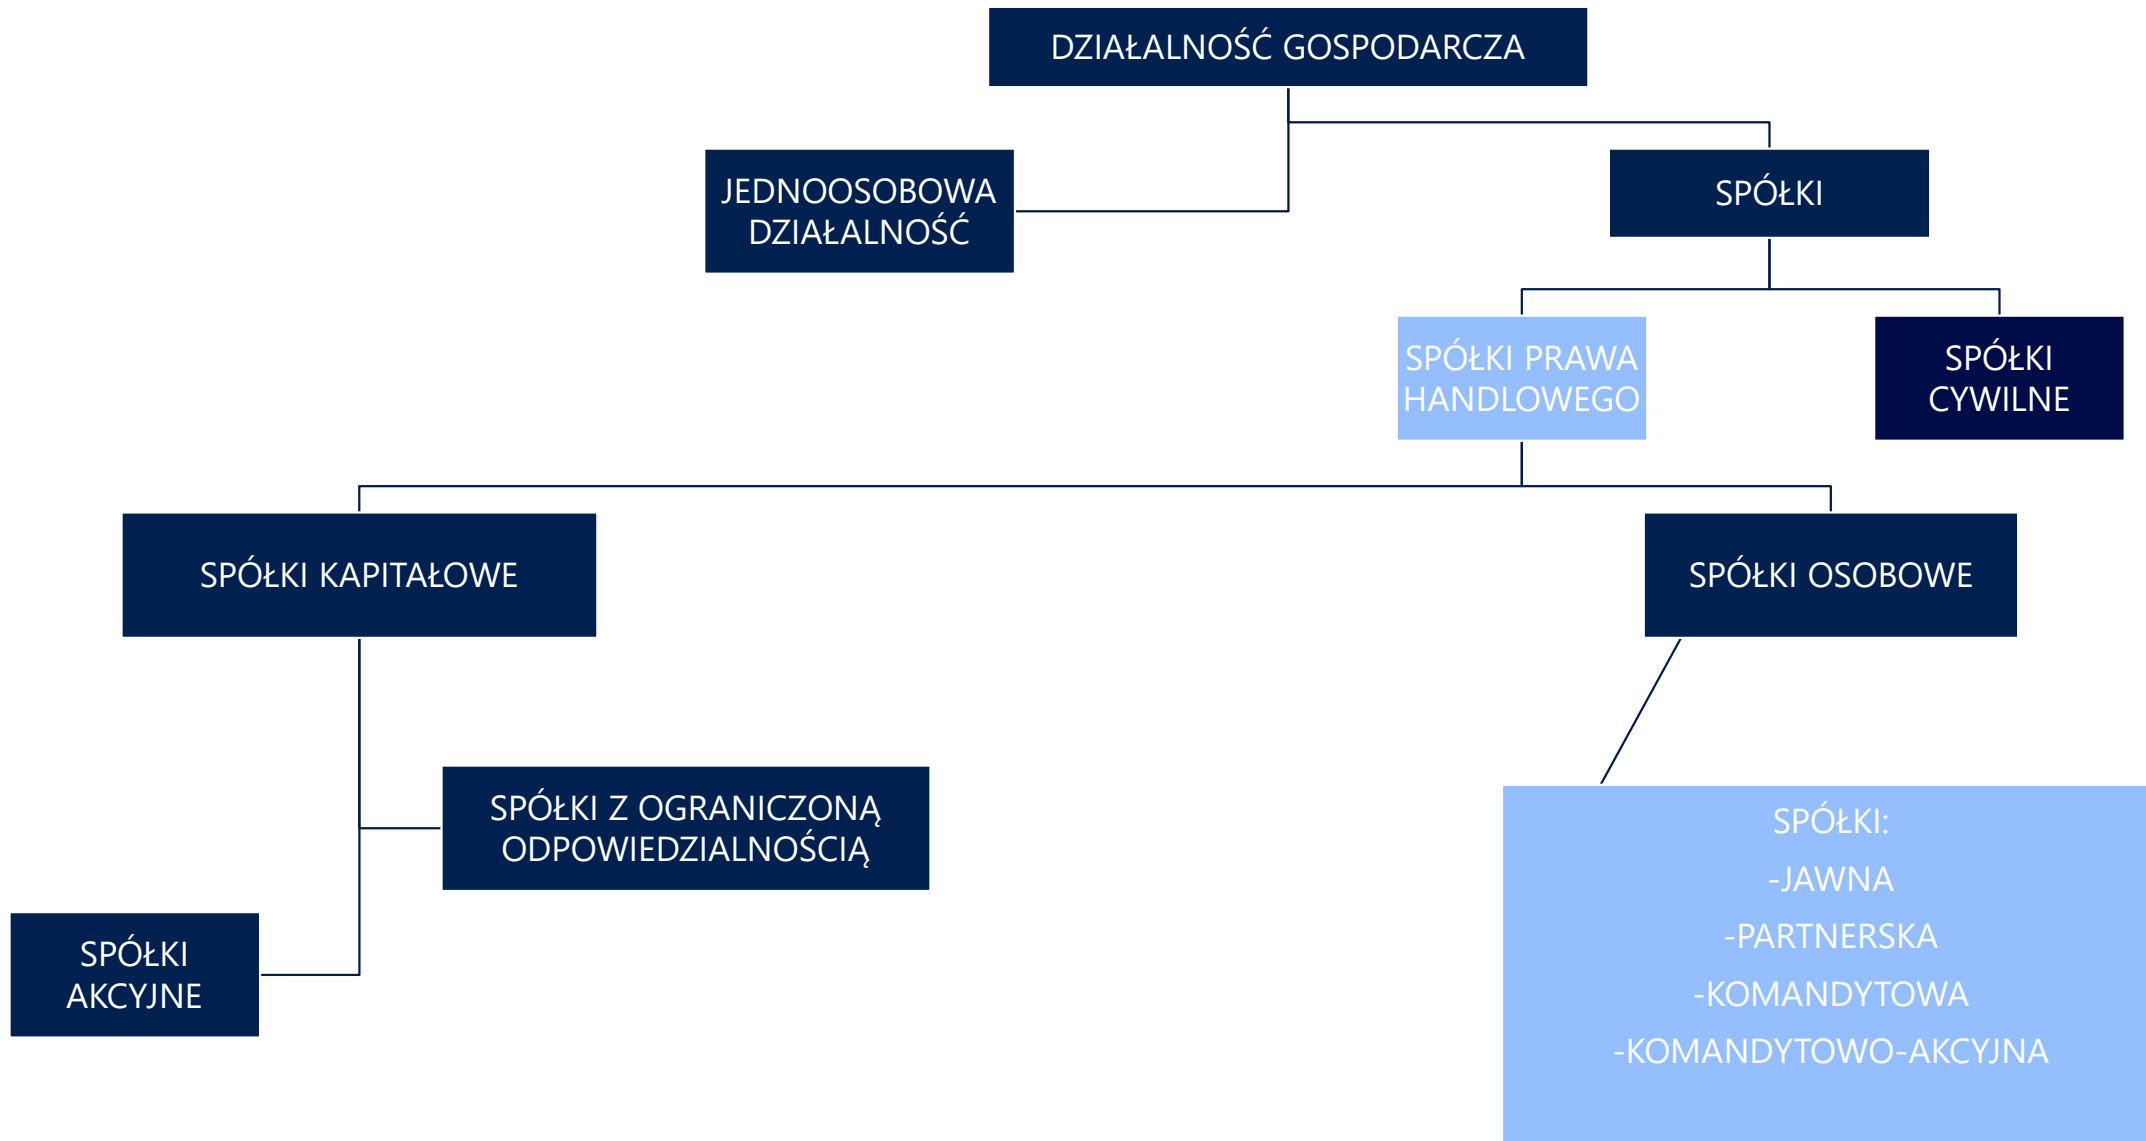 DZIAŁALNOŚĆ GOSPODARCZA
JEDNOOSOBOWA
DZIAŁALNOŚĆ
SPÓŁKI
SPÓŁKI PRAWA
HANDLOWEGO
SPÓŁKI
CYWILNE
SPÓŁKI KAPITAŁOWE
SPÓŁKI OSOBOWE
SPÓŁKI Z OGRANICZONĄ
ODPOWIEDZIALNOŚCIĄ
SPÓŁKI
AKCYJNE
SPÓŁKI:
-JAWNA
-PARTNERSKA
-KOMANDYTOWA
-KOMANDYTOWO-AKCYJNA